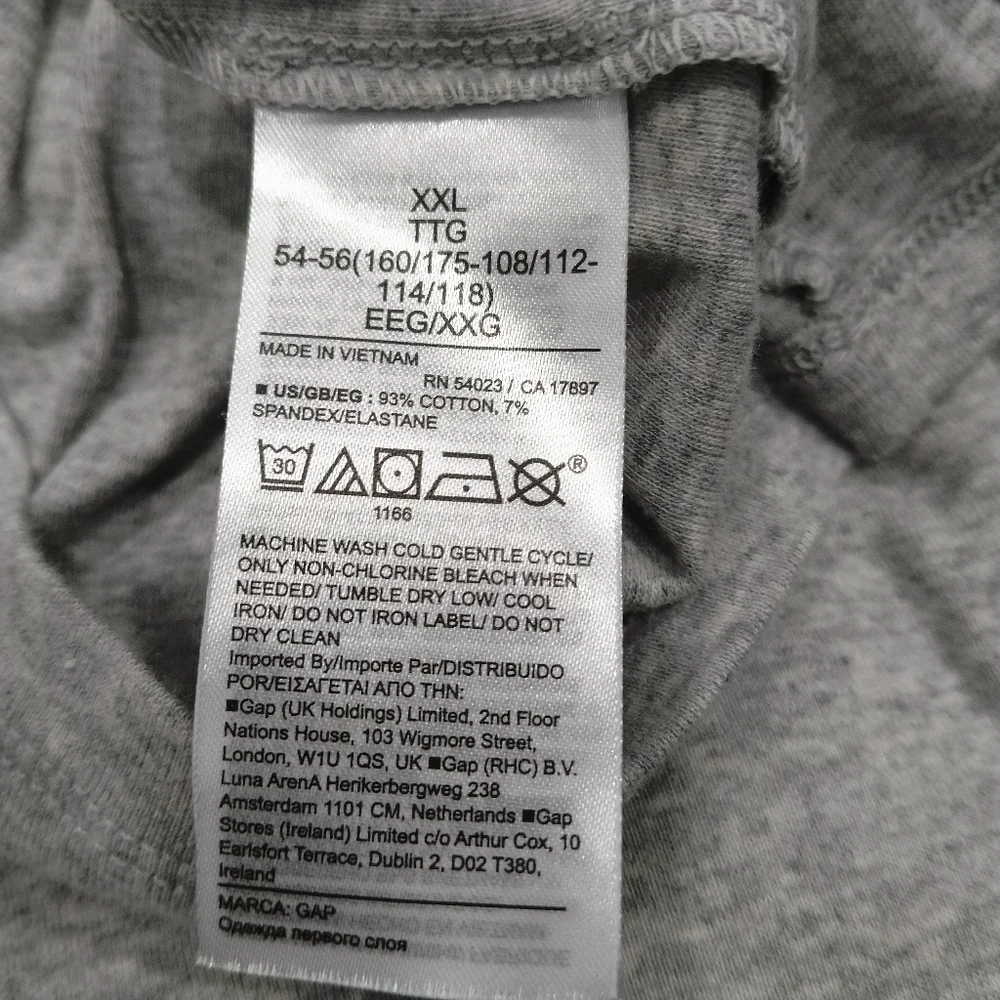 XXL
TTG
54-56(160/175-108/112-
114/118)
EEG/XXG
MADE IN VIETNAM
RN 54023 / CA 17897
■ US/GB/EG : 93% COTTON, 7%
SPANDEX/ELASTANE
30
®
1166
MACHINE WASH COLD GENTLE CYCLE/
ONLY NON-CHLORINE BLEACH WHEN
NEEDED/ TUMBLE DRY LOW/ COOL
IRON/ DO NOT IRON LABEL/ DO NOT
DRY CLEAN
Imported By/Importe Par/DISTRIBUIDO
POR/ΕΙΣΑΓΕΤΑΙ ΑΠΟ ΤΗΝ:
■Gap (UK Holdings) Limited, 2nd Floor
Nations House, 103 Wigmore Street,
London, W1U 1QS, UK ■Gap (RHC) B.V.
Luna ArenA Herikerbergweg 238
Amsterdam 1101 CM, Netherlands ■Gap
Stores (Ireland) Limited c/o Arthur Cox, 10
Earlsfort Terrace, Dublin 2, D02 T380,
Ireland
MARCA: GAP
Одежда первого слоя